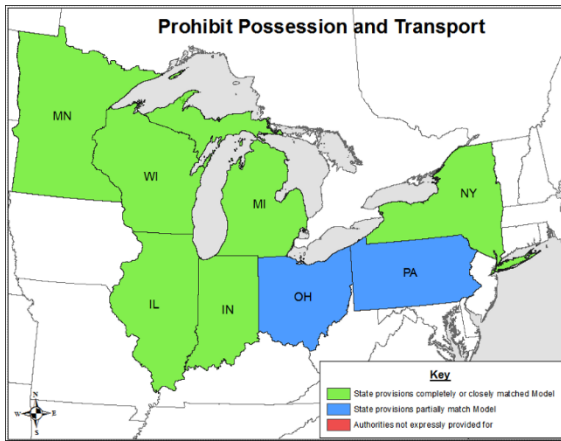 Prohibit Possession and Transport
MN
WI
MI
NY
IL
IN
OH
PA
Key
State provisions completely or closely matched Model
State provisions partially match Model
Authorities not expressly provided for
N
W E
S